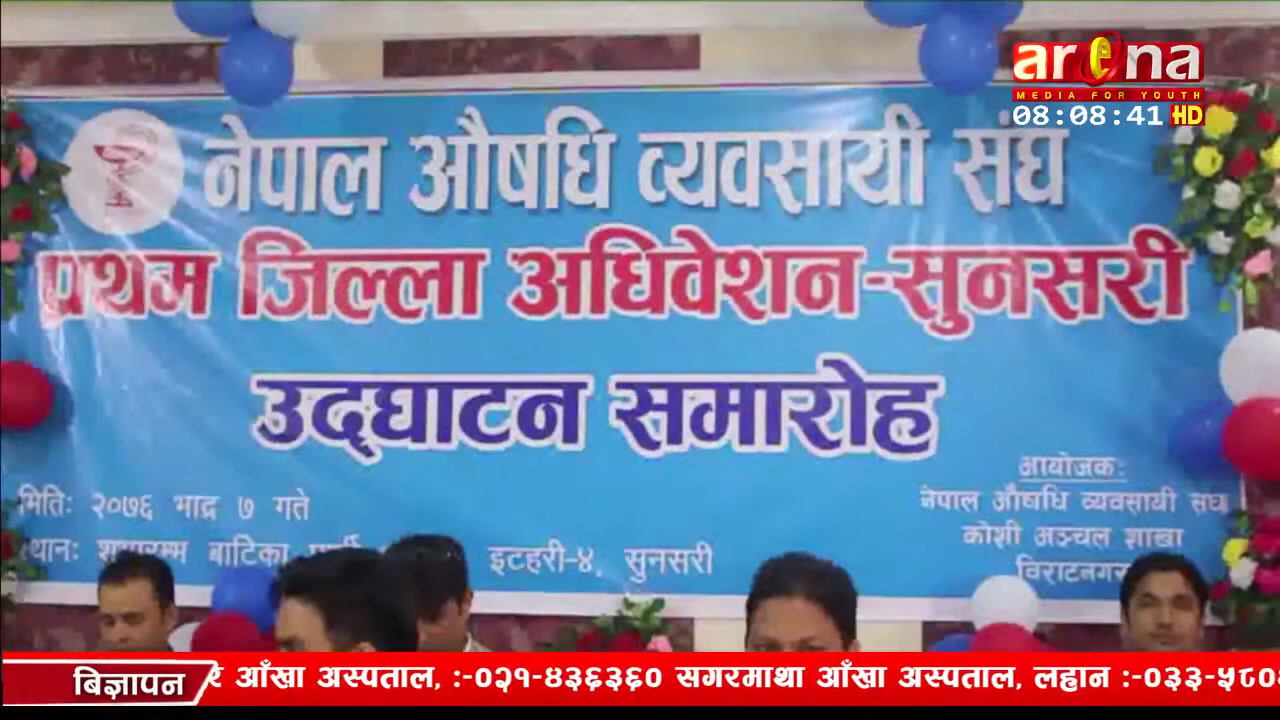 arena
MEDIA FOR YOUTH
08:08:41 HD
नेपाल औषधि व्यवसायी संघ
प्रथम जिल्ला अधिवेशन-सुनसरी
उद्घाटन समारोह
मितिः २०७६ भाद्र ७ गते
बाटिका
इटहरी-४, सुनसरी
आयोजकः
नेपाल औषधि व्यवसायी संघ
कोशी अञ्चल शाखा
विराटनगर
बिज्ञापन
आँखा अस्पताल, :-०२१-४३६३६० सगरमाथा आँखा अस्पताल, लहान :-०३३-५८०